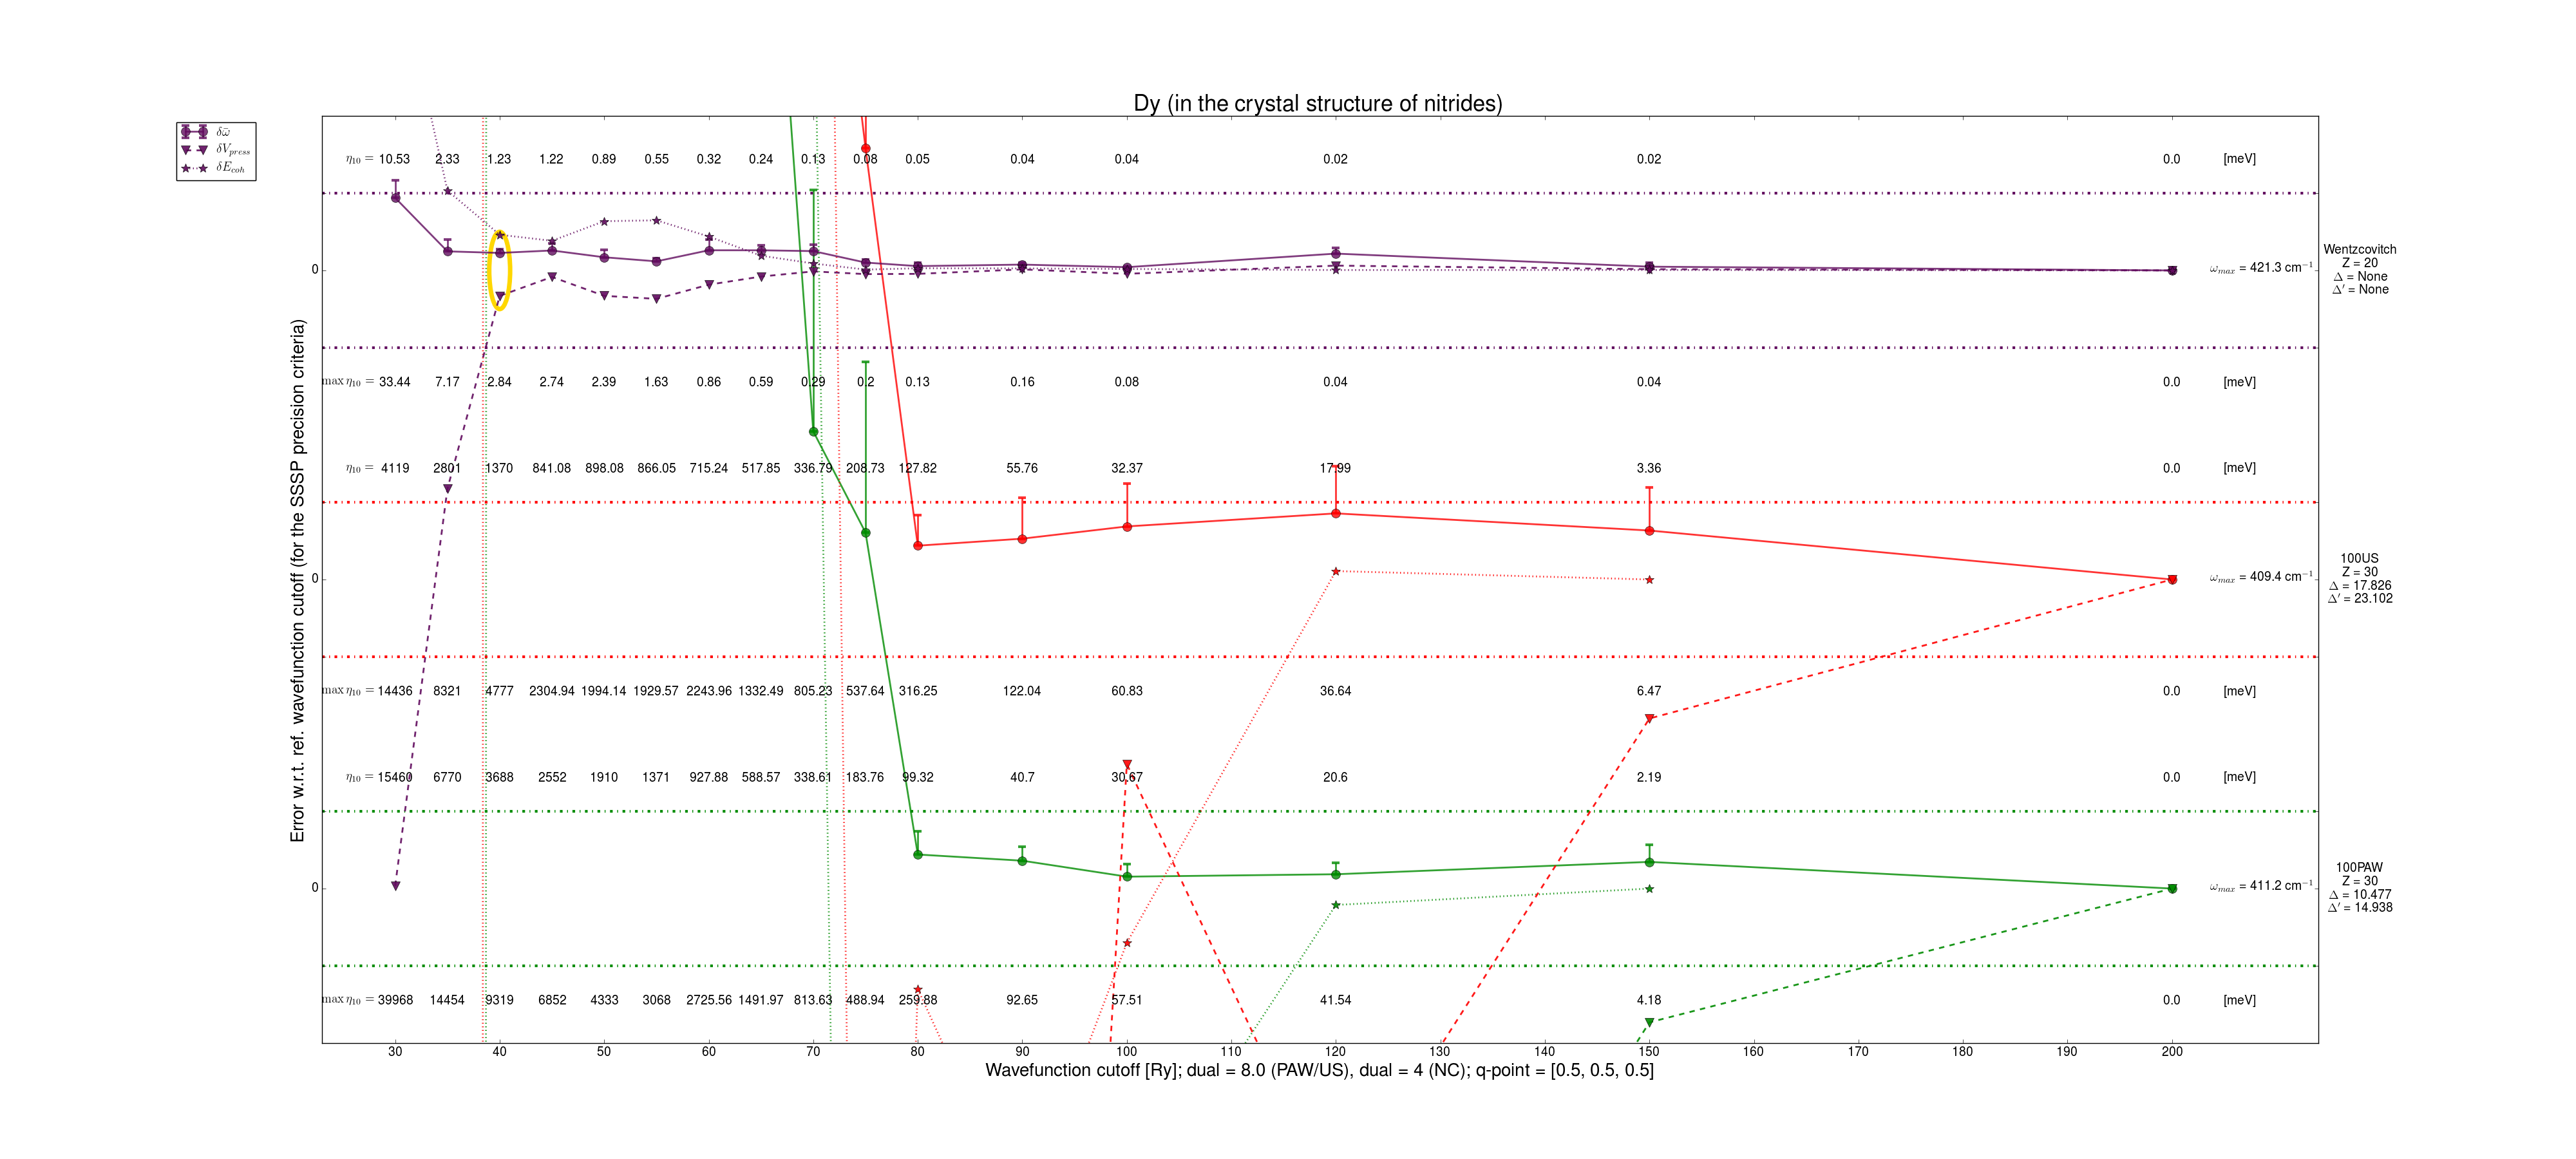 Dy (in the crystal structure of nitrides)
δω̄
δV_press
δE_coh
η₁₀ = 10.53 2.33 1.23 1.22 0.89 0.55 0.32 0.24 0.13 0.08 0.05 0.04 0.04 0.02 0.02 0.0 [meV]
0
ω_max = 421.3 cm⁻¹
Wentzcovitch
Z = 20
Δ = None
Δ′ = None
max η₁₀ = 33.44 7.17 2.84 2.74 2.39 1.63 0.86 0.59 0.29 0.2 0.13 0.16 0.08 0.04 0.04 0.0 [meV]
η₁₀ = 4119 2801 1370 841.08 898.08 866.05 715.24 517.85 336.79 208.73 127.82 55.76 32.37 17.99 3.36 0.0 [meV]
0
ω_max = 409.4 cm⁻¹
100US
Z = 30
Δ = 17.826
Δ′ = 23.102
max η₁₀ = 14436 8321 4777 2304.94 1994.14 1929.57 2243.96 1332.49 805.23 537.64 316.25 122.04 60.83 36.64 6.47 0.0 [meV]
η₁₀ = 15460 6770 3688 2552 1910 1371 927.88 588.57 338.61 183.76 99.32 40.7 30.67 20.6 2.19 0.0 [meV]
0
ω_max = 411.2 cm⁻¹
100PAW
Z = 30
Δ = 10.477
Δ′ = 14.938
max η₁₀ = 39968 14454 9319 6852 4333 3068 2725.56 1491.97 813.63 488.94 259.88 92.65 57.51 41.54 4.18 0.0 [meV]
Error w.r.t. ref. wavefunction cutoff (for the SSSP precision criteria)
30 40 50 60 70 80 90 100 110 120 130 140 150 160 170 180 190 200
Wavefunction cutoff [Ry]; dual = 8.0 (PAW/US), dual = 4 (NC); q-point = [0.5, 0.5, 0.5]